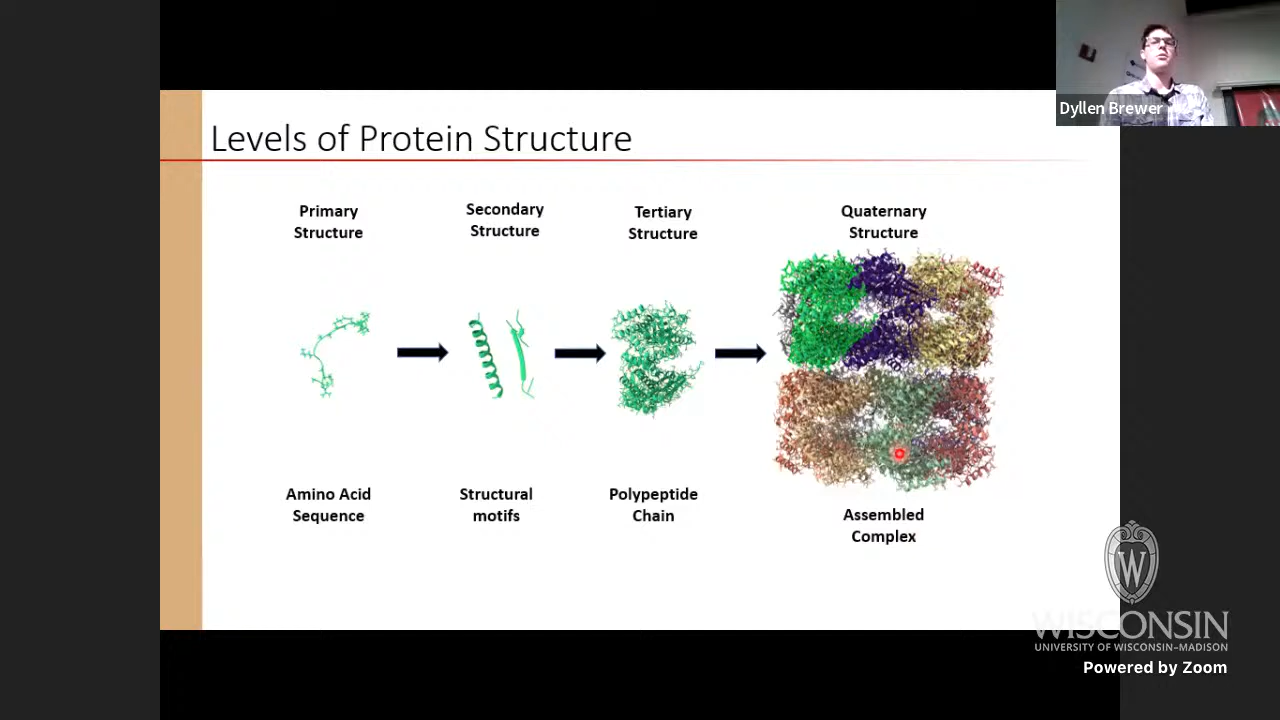 Dyllen Brewer
Levels of Protein Structure
Primary
Structure
Secondary
Structure
Tertiary
Structure
Quaternary
Structure
Amino Acid
Sequence
Structural
motifs
Polypeptide
Chain
Assembled
Complex
W
WISCONSIN
UNIVERSITY OF WISCONSIN–MADISON
Powered by Zoom